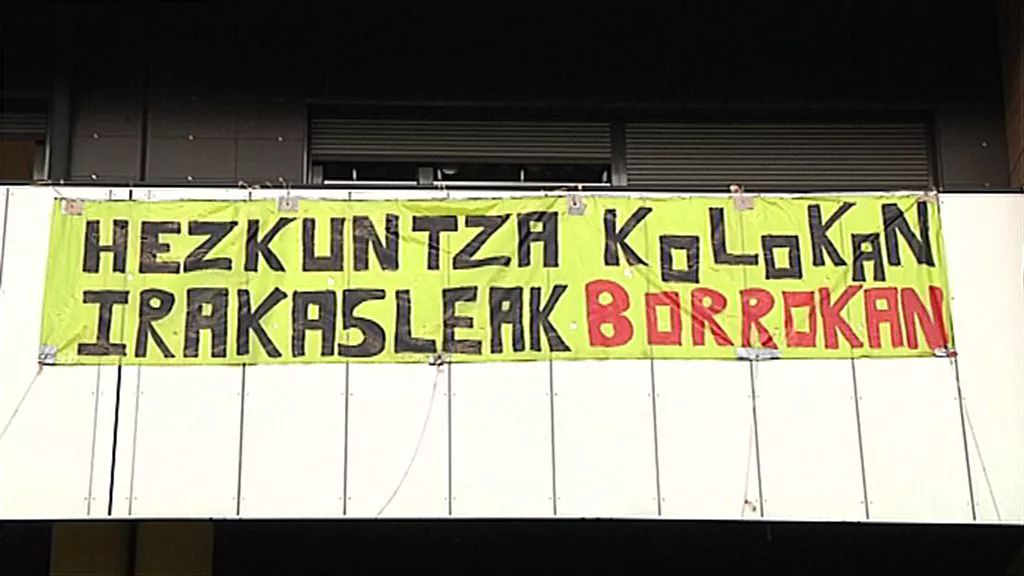 HEZKUNTZA KOLOKAN
IRAKASLEAK BORROKAN